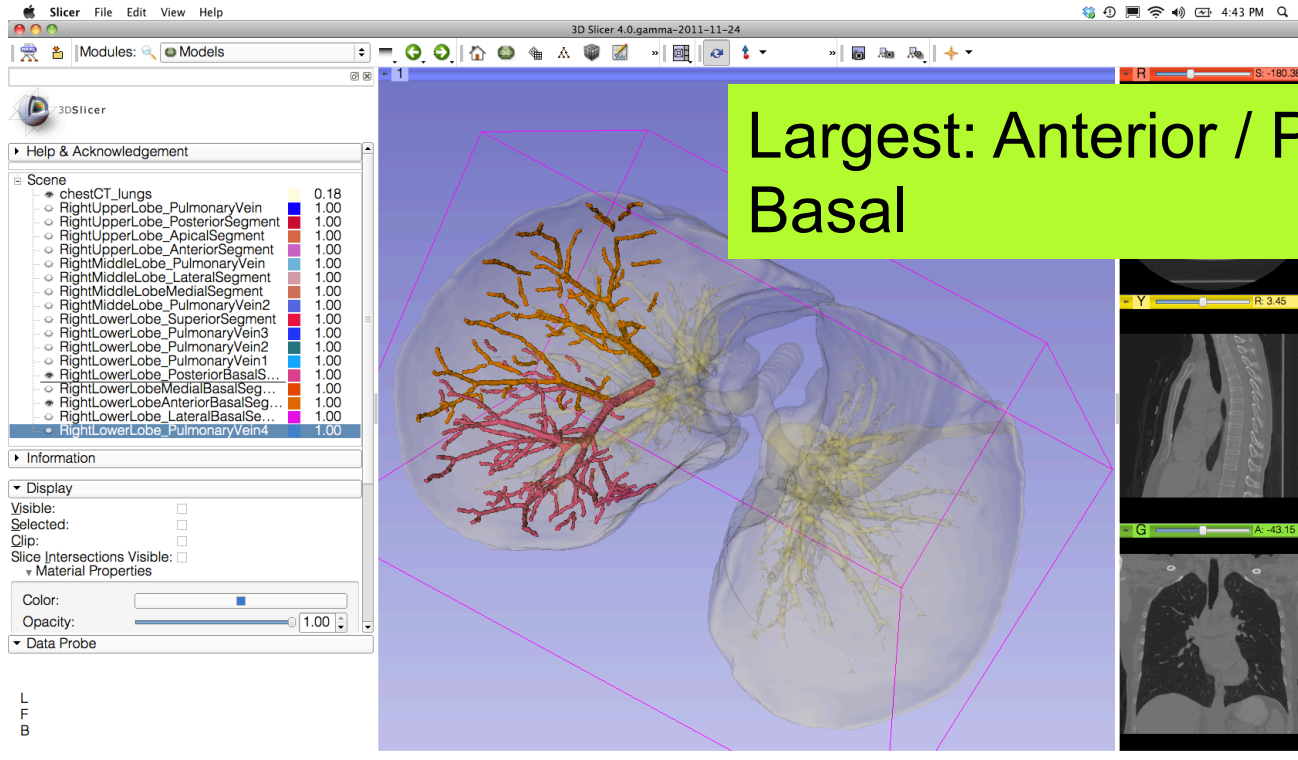 Slicer File Edit View Help 4:43 PM
3D Slicer 4.0.gamma-2011-11-24
Modules: Models
1
R S: -180.36
3DSlicer
Largest: Anterior / P
Basal
Help & Acknowledgement
Scene
chestCT_lungs 0.18
RightUpperLobe_PulmonaryVein 1.00
RightUpperLobe_PosteriorSegment 1.00
RightUpperLobe_ApicalSegment 1.00
RightUpperLobe_AnteriorSegment 1.00
RightMiddleLobe_PulmonaryVein 1.00
RightMiddleLobe_LateralSegment 1.00
RightMiddeLobeMedialSegment 1.00
RightMiddeLobe_PulmonaryVein2 1.00
RightLowerLobe_SuperiorSegment 1.00
RightLowerLobe_PulmonaryVein3 1.00
RightLowerLobe_PulmonaryVein2 1.00
RightLowerLobe_PulmonaryVein1 1.00
RightLowerLobe_PosteriorBasalS... 1.00
RightLowerLobeMedialBasalSeg... 1.00
RightLowerLobeAnteriorBasalSeg... 1.00
RightLowerLobe_LateralBasalSe... 1.00
RightLowerLobe_PulmonaryVein4 1.00
Y R: 3.45
Information
Display
Visible:
Selected:
Clip:
Slice Intersections Visible:
Material Properties
Color:
Opacity: 1.00
G A: -43.15
Data Probe
L
F
B